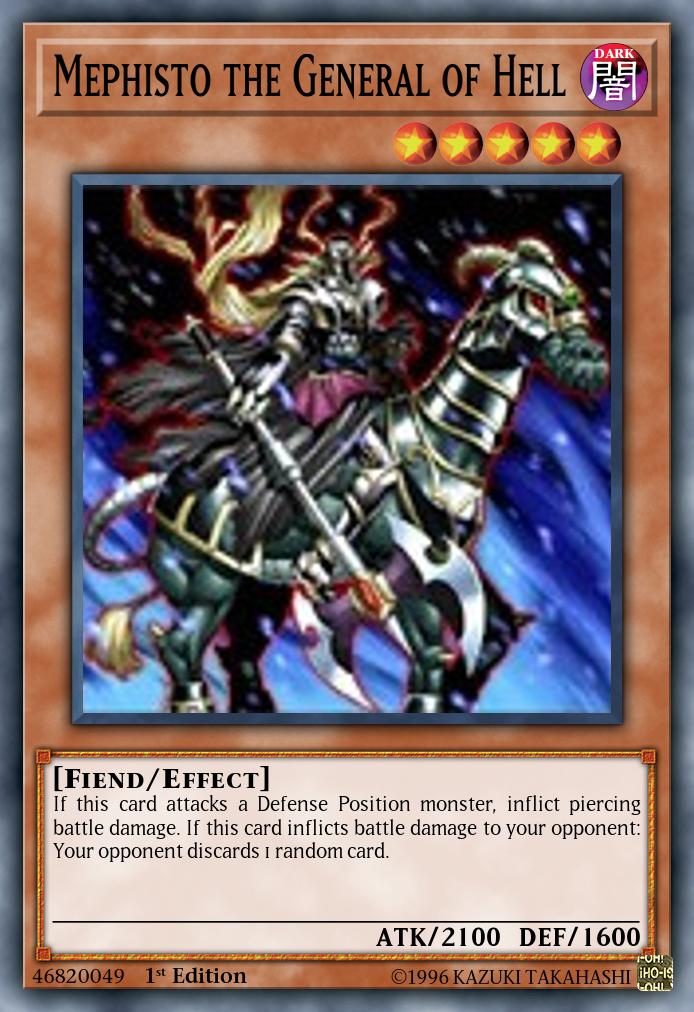 Mephisto the General of Hell
DARK
闇
[Fiend/Effect]
If this card attacks a Defense Position monster, inflict piercing
battle damage. If this card inflicts battle damage to your opponent:
Your opponent discards 1 random card.
ATK/2100 DEF/1600
46820049 1st Edition ©1996 KAZUKI TAKAHASHI